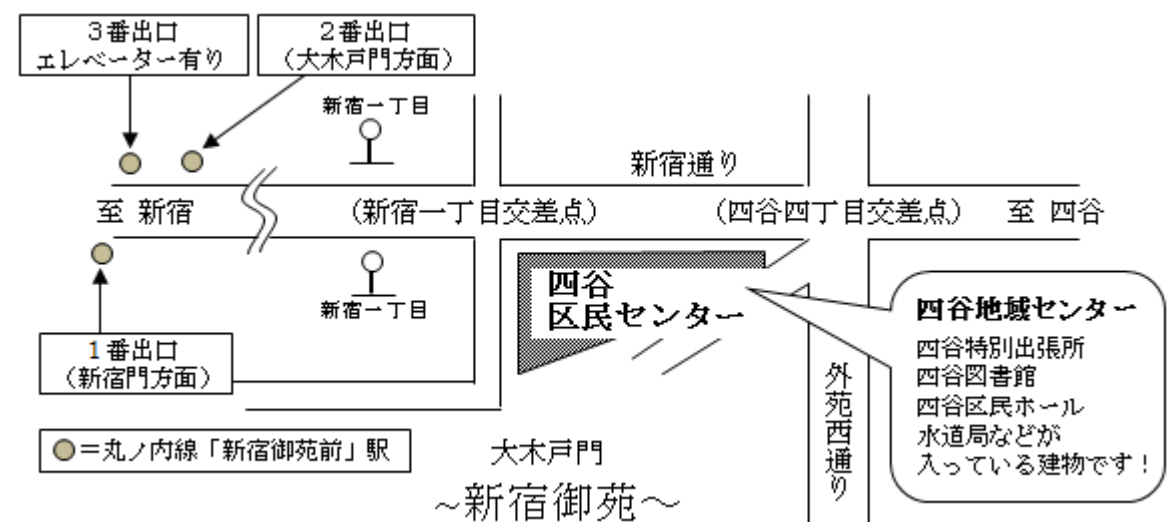 3番出口
エレベーター有り
2番出口
(大木戸門方面)
新宿一丁目
新宿通り
至 新宿
(新宿一丁目交差点)
(四谷四丁目交差点)
至 四谷
四谷
区民センター
新宿一丁目
四谷地域センター
四谷特別出張所
四谷図書館
四谷区民ホール
水道局などが
入っている建物です!
1番出口
(新宿門方面)
外苑西通り
●=丸ノ内線「新宿御苑前」駅
大木戸門
~新宿御苑~